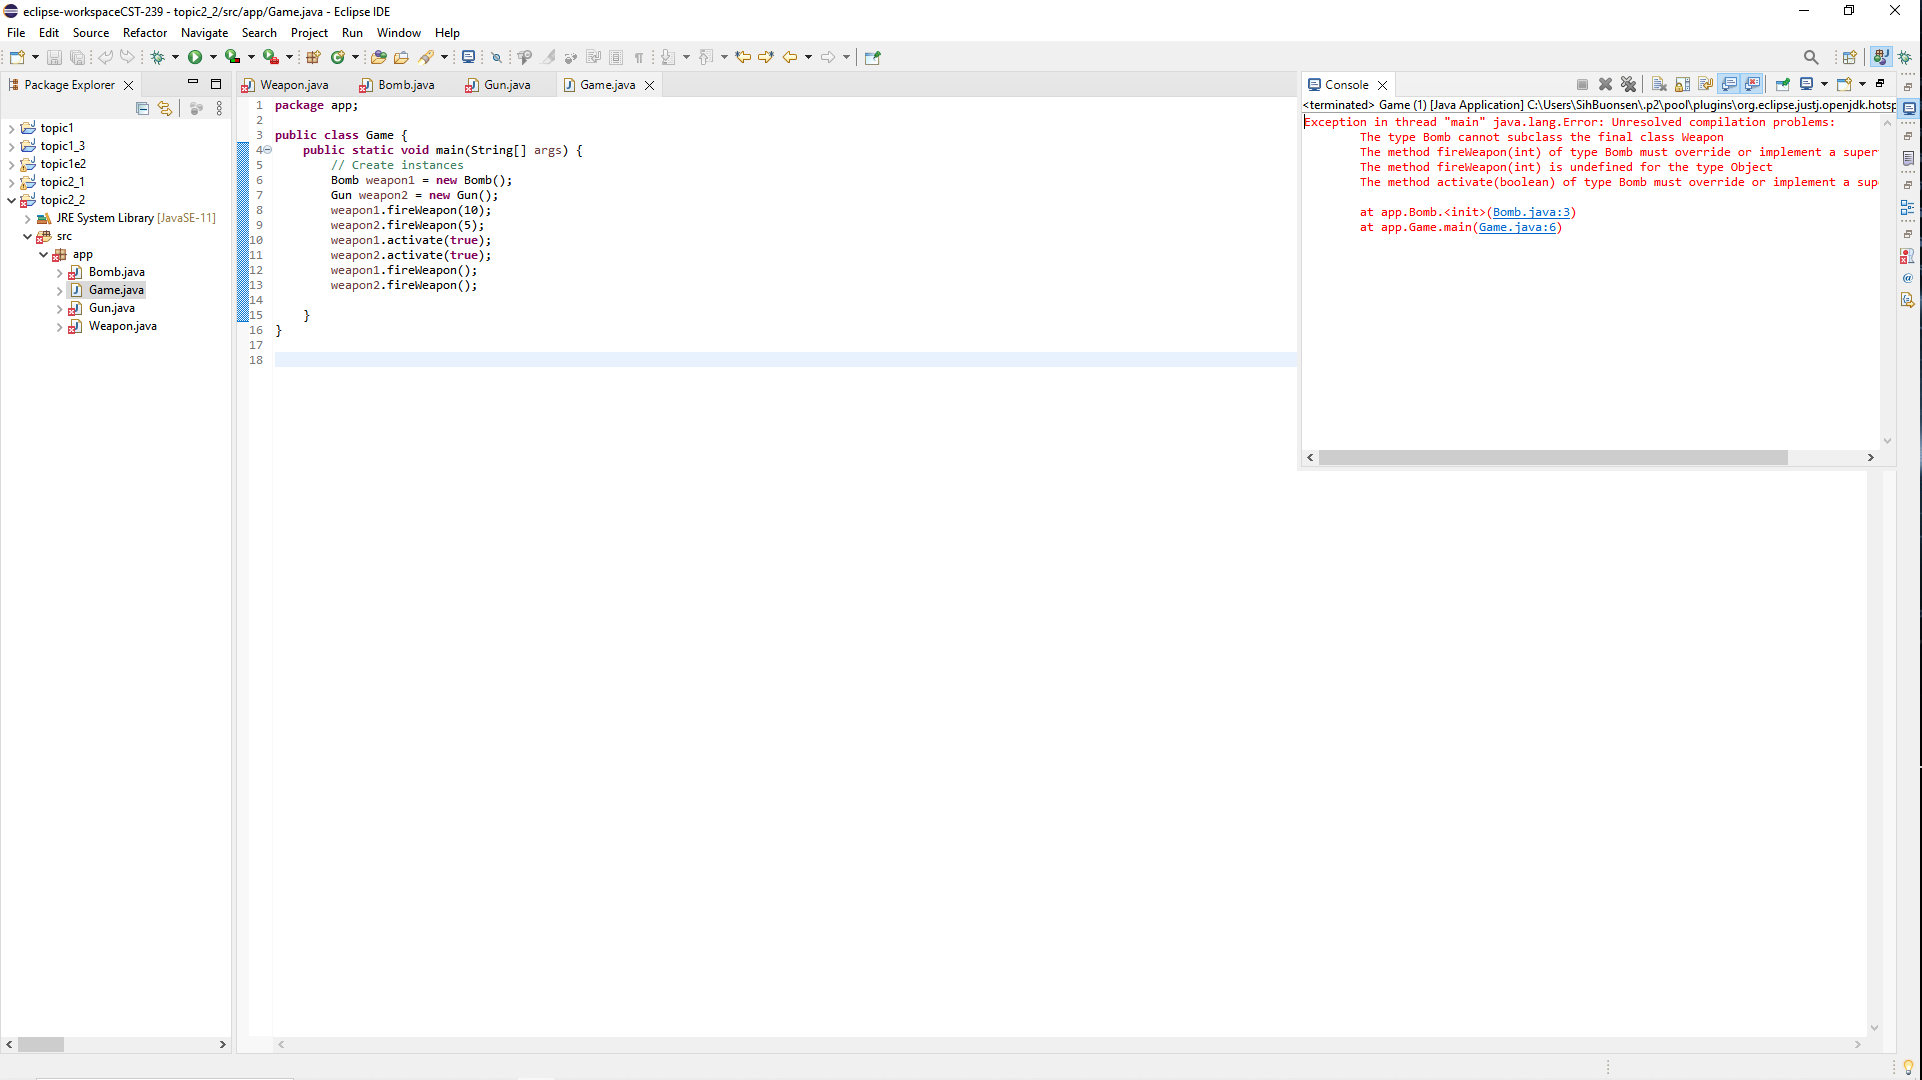 eclipse-workspaceCST-239 - topic2_2/src/app/Game.java - Eclipse IDE
File Edit Source Refactor Navigate Search Project Run Window Help
Package Explorer
topic1
topic1_3
topic1e2
topic2_1
topic2_2
JRE System Library [JavaSE-11]
src
app
Bomb.java
Game.java
Gun.java
Weapon.java
Weapon.java Bomb.java Gun.java Game.java
1 package app;
2
3 public class Game {
4 public static void main(String[] args) {
5 // Create instances
6 Bomb weapon1 = new Bomb();
7 Gun weapon2 = new Gun();
8 weapon1.fireWeapon(10);
9 weapon2.fireWeapon(5);
10 weapon1.activate(true);
11 weapon2.activate(true);
12 weapon1.fireWeapon();
13 weapon2.fireWeapon();
14
15 }
16 }
17
18
Console
<terminated> Game (1) [Java Application] C:\Users\SihBuonsen\.p2\pool\plugins\org.eclipse.justj.openjdk.hotsp
Exception in thread "main" java.lang.Error: Unresolved compilation problems:
The type Bomb cannot subclass the final class Weapon
The method fireWeapon(int) of type Bomb must override or implement a super
The method fireWeapon(int) is undefined for the type Object
The method activate(boolean) of type Bomb must override or implement a sup
at app.Bomb.<init>(Bomb.java:3)
at app.Game.main(Game.java:6)